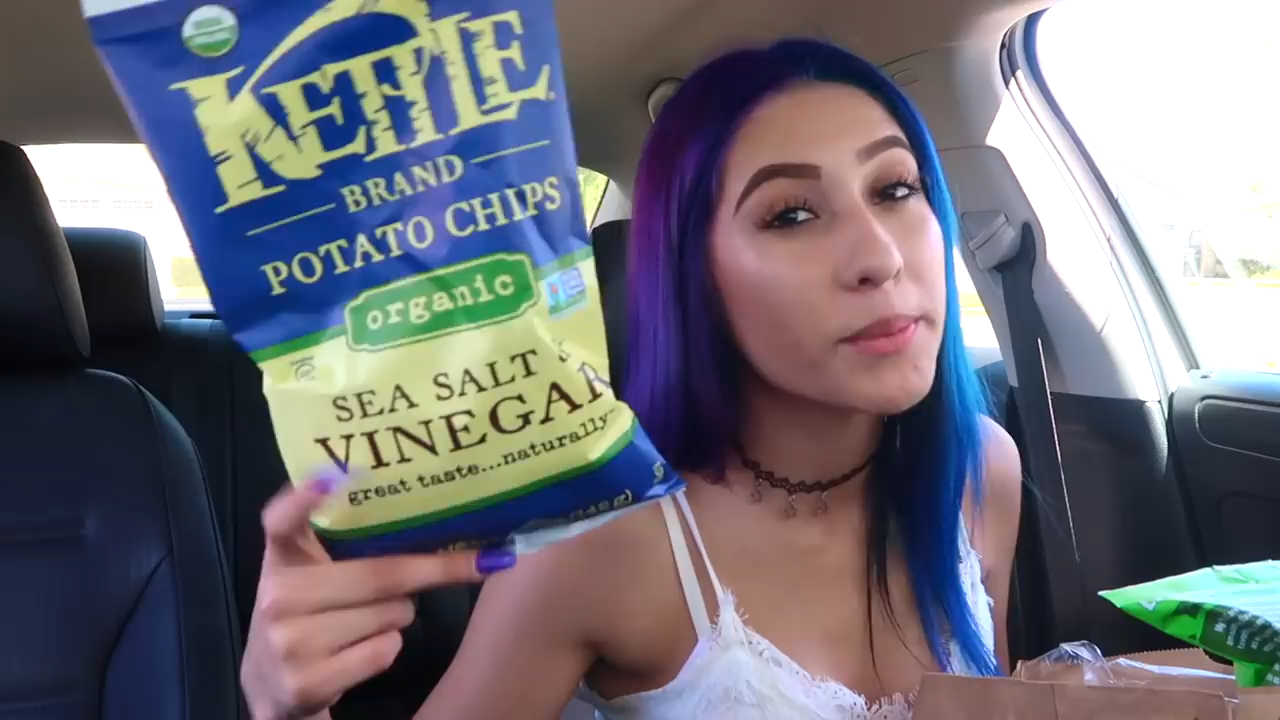 KETTLE
BRAND
POTATO CHIPS
organic
SEA SALT &
VINEGAR
great taste...naturally